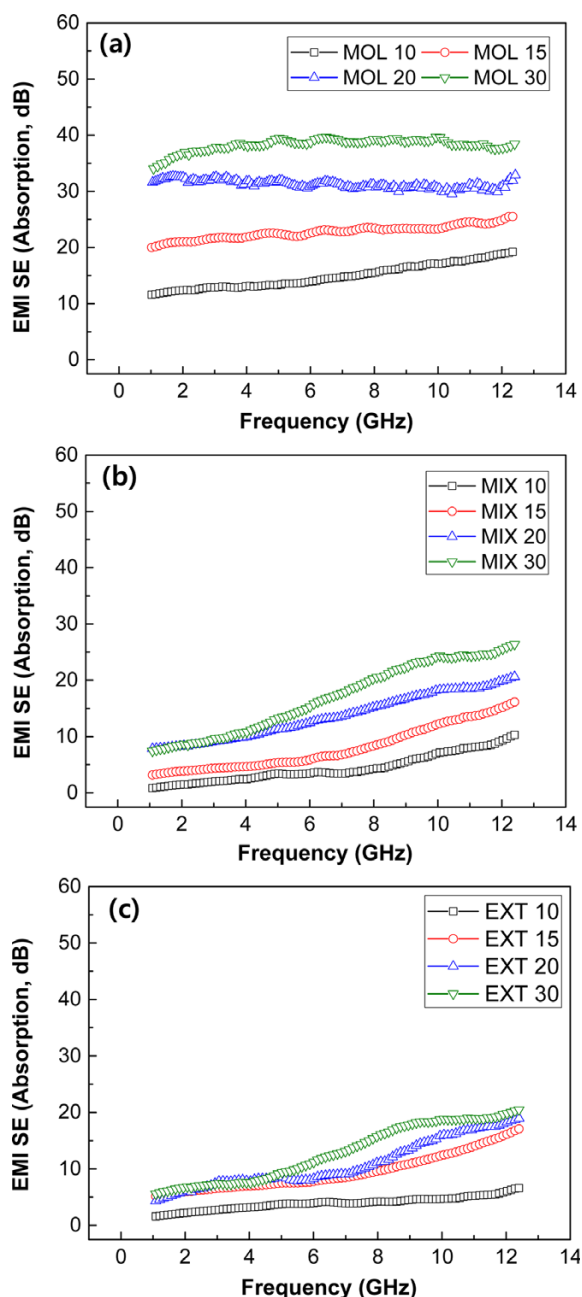 (a)
MOL 10 MOL 15
MOL 20 MOL 30
60
50
40
30
20
10
0
EMI SE (Absorption, dB)
0 2 4 6 8 10 12 14
Frequency (GHz)
(b)
MIX 10
MIX 15
MIX 20
MIX 30
60
50
40
30
20
10
0
EMI SE (Absorption, dB)
0 2 4 6 8 10 12 14
Frequency (GHz)
(c)
EXT 10
EXT 15
EXT 20
EXT 30
60
50
40
30
20
10
0
EMI SE (Absorption, dB)
0 2 4 6 8 10 12 14
Frequency (GHz)